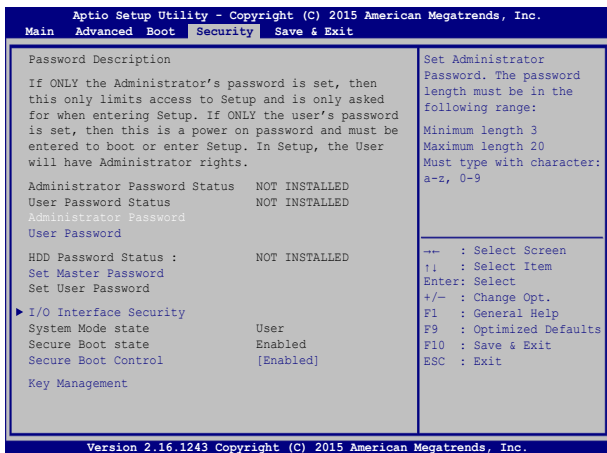 Aptio Setup Utility - Copyright (C) 2015 American Megatrends, Inc.
Main Advanced Boot Security Save & Exit
Password Description
If ONLY the Administrator's password is set, then
this only limits access to Setup and is only asked
for when entering Setup. If ONLY the user's password
is set, then this is a power on password and must be
entered to boot or enter Setup. In Setup, the User
will have Administrator rights.
Administrator Password Status NOT INSTALLED
User Password Status NOT INSTALLED
Administrator Password
User Password
HDD Password Status : NOT INSTALLED
Set Master Password
Set User Password
I/O Interface Security
System Mode state User
Secure Boot state Enabled
Secure Boot Control [Enabled]
Key Management
Set Administrator
Password. The password
length must be in the
following range:
Minimum length 3
Maximum length 20
Must type with character:
a-z, 0-9
→← : Select Screen
↑↓ : Select Item
Enter: Select
+/— : Change Opt.
F1 : General Help
F9 : Optimized Defaults
F10 : Save & Exit
ESC : Exit
Version 2.16.1243 Copyright (C) 2015 American Megatrends, Inc.